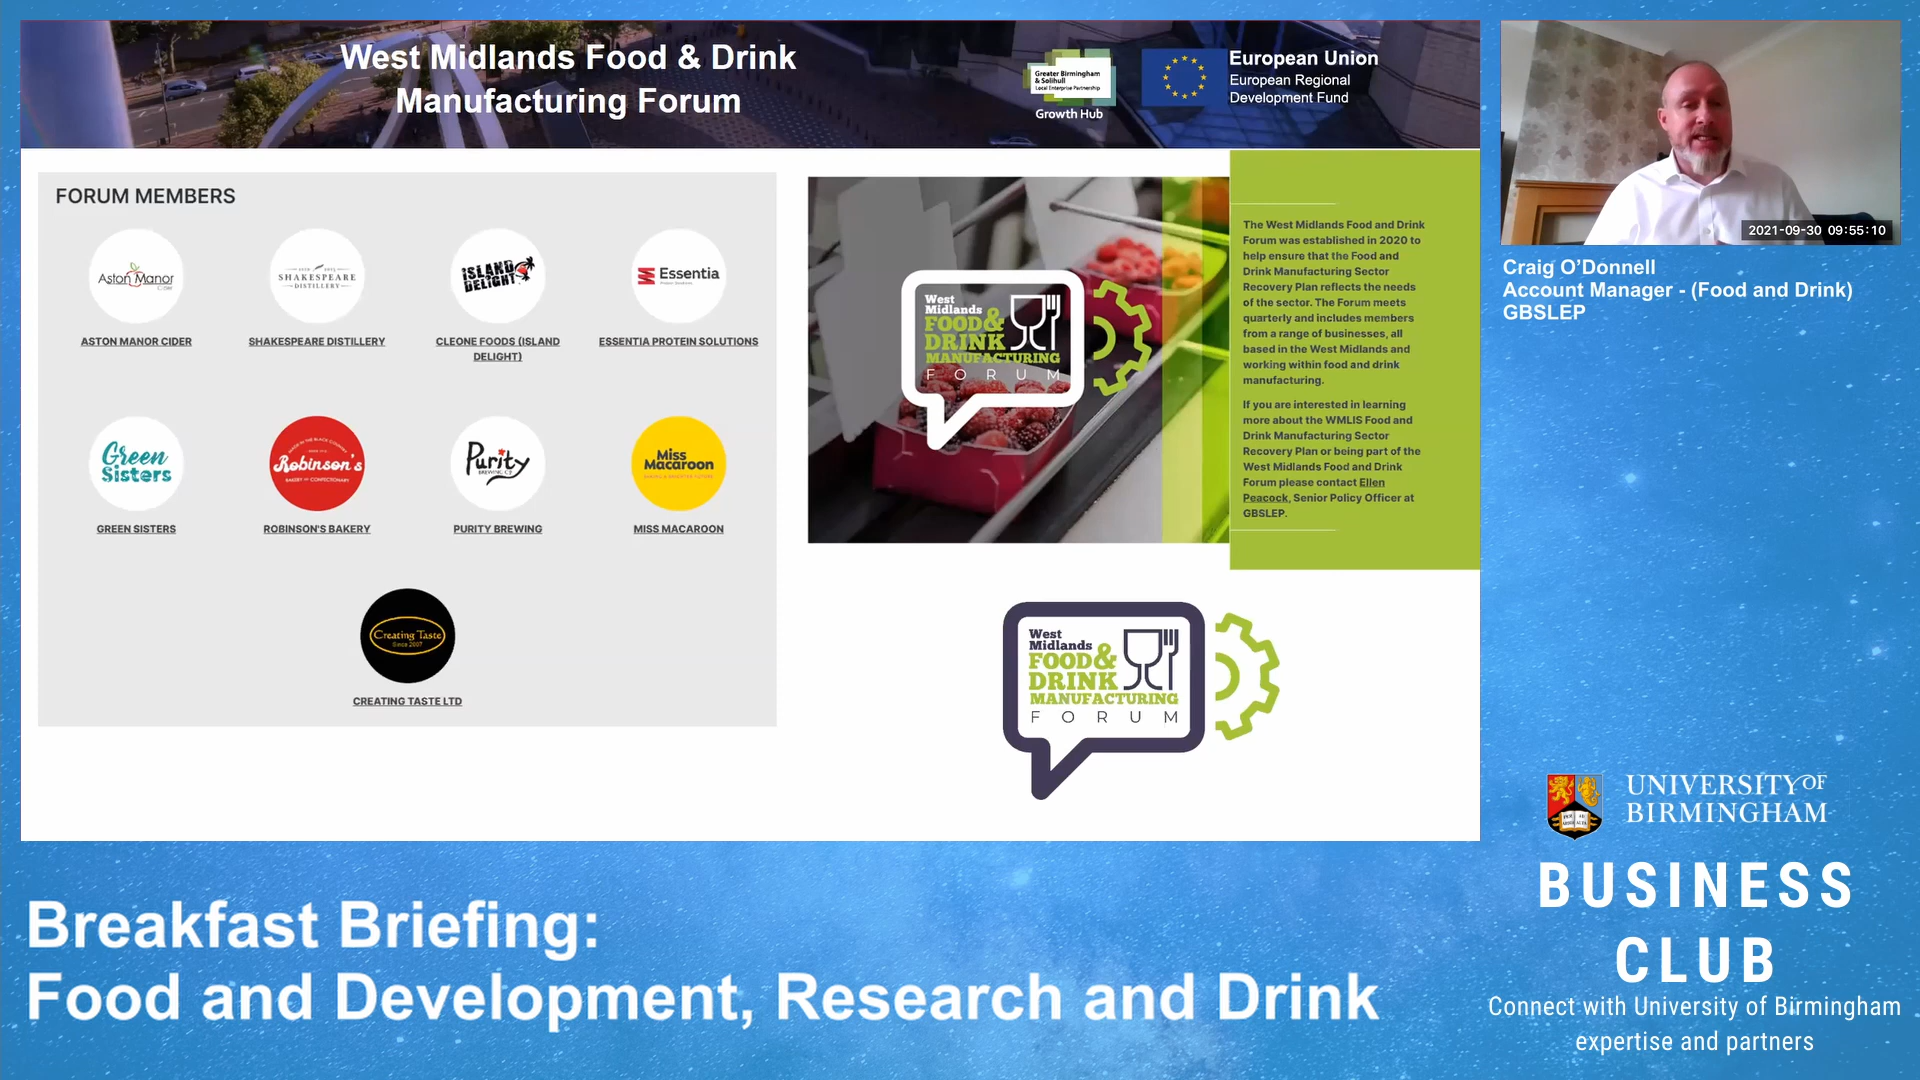 West Midlands Food & Drink
Manufacturing Forum
Greater Birmingham
& Solihull
Local Enterprise Partnership
Growth Hub
European Union
European Regional
Development Fund
FORUM MEMBERS
Aston Manor
CIDER
SHAKESPEARE
DISTILLERY
ISLAND
DELIGHT
Essentia
Protein Solutions
ASTON MANOR CIDER
SHAKESPEARE DISTILLERY
CLEONE FOODS (ISLAND
DELIGHT)
ESSENTIA PROTEIN SOLUTIONS
Green
Sisters
Robinson's
BAKERY CONFECTIONARY
Purity
BREWING Co
Miss
Macaroon
GREEN SISTERS
ROBINSON'S BAKERY
PURITY BREWING
MISS MACAROON
Creating Taste
Since 2007
CREATING TASTE LTD
West
Midlands
FOOD &
DRINK
MANUFACTURING
FORUM
The West Midlands Food and Drink
Forum was established in 2020 to
help ensure that the Food and
Drink Manufacturing Sector
Recovery Plan reflects the needs
of the sector. The Forum meets
quarterly and includes members
from a range of businesses, all
based in the West Midlands and
working within food and drink
manufacturing.
If you are interested in learning
more about the WMLIS Food and
Drink Manufacturing Sector
Recovery Plan or being part of the
West Midlands Food and Drink
Forum please contact Ellen
Peacock, Senior Policy Officer at
GBSLEP.
West
Midlands
FOOD &
DRINK
MANUFACTURING
FORUM
2021-09-30 09:55:10
Craig O'Donnell
Account Manager - (Food and Drink)
GBSLEP
UNIVERSITY OF
BIRMINGHAM
BUSINESS
CLUB
Connect with University of Birmingham
expertise and partners
Breakfast Briefing:
Food and Development, Research and Drink